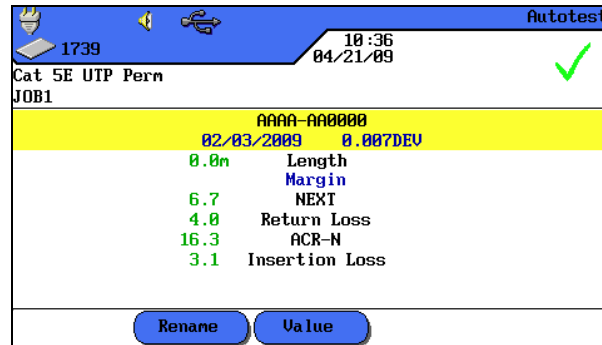 Autotest
1739
10:36
04/21/09
Cat 5E UTP Perm
JOB1
AAAA-AA0000
02/03/2009 0.007DEV
0.0m Length
Margin
6.7 NEXT
4.0 Return Loss
16.3 ACR-N
3.1 Insertion Loss
Rename Value